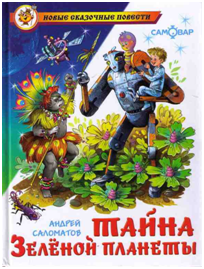 НОВЫЕ СКАЗОЧНЫЕ ПОВЕСТИ
САМОВАР
АНДРЕЙ
САЛОМАТОВ
ТАЙНА
ЗЕЛЁНОЙ ПЛАНЕТЫ